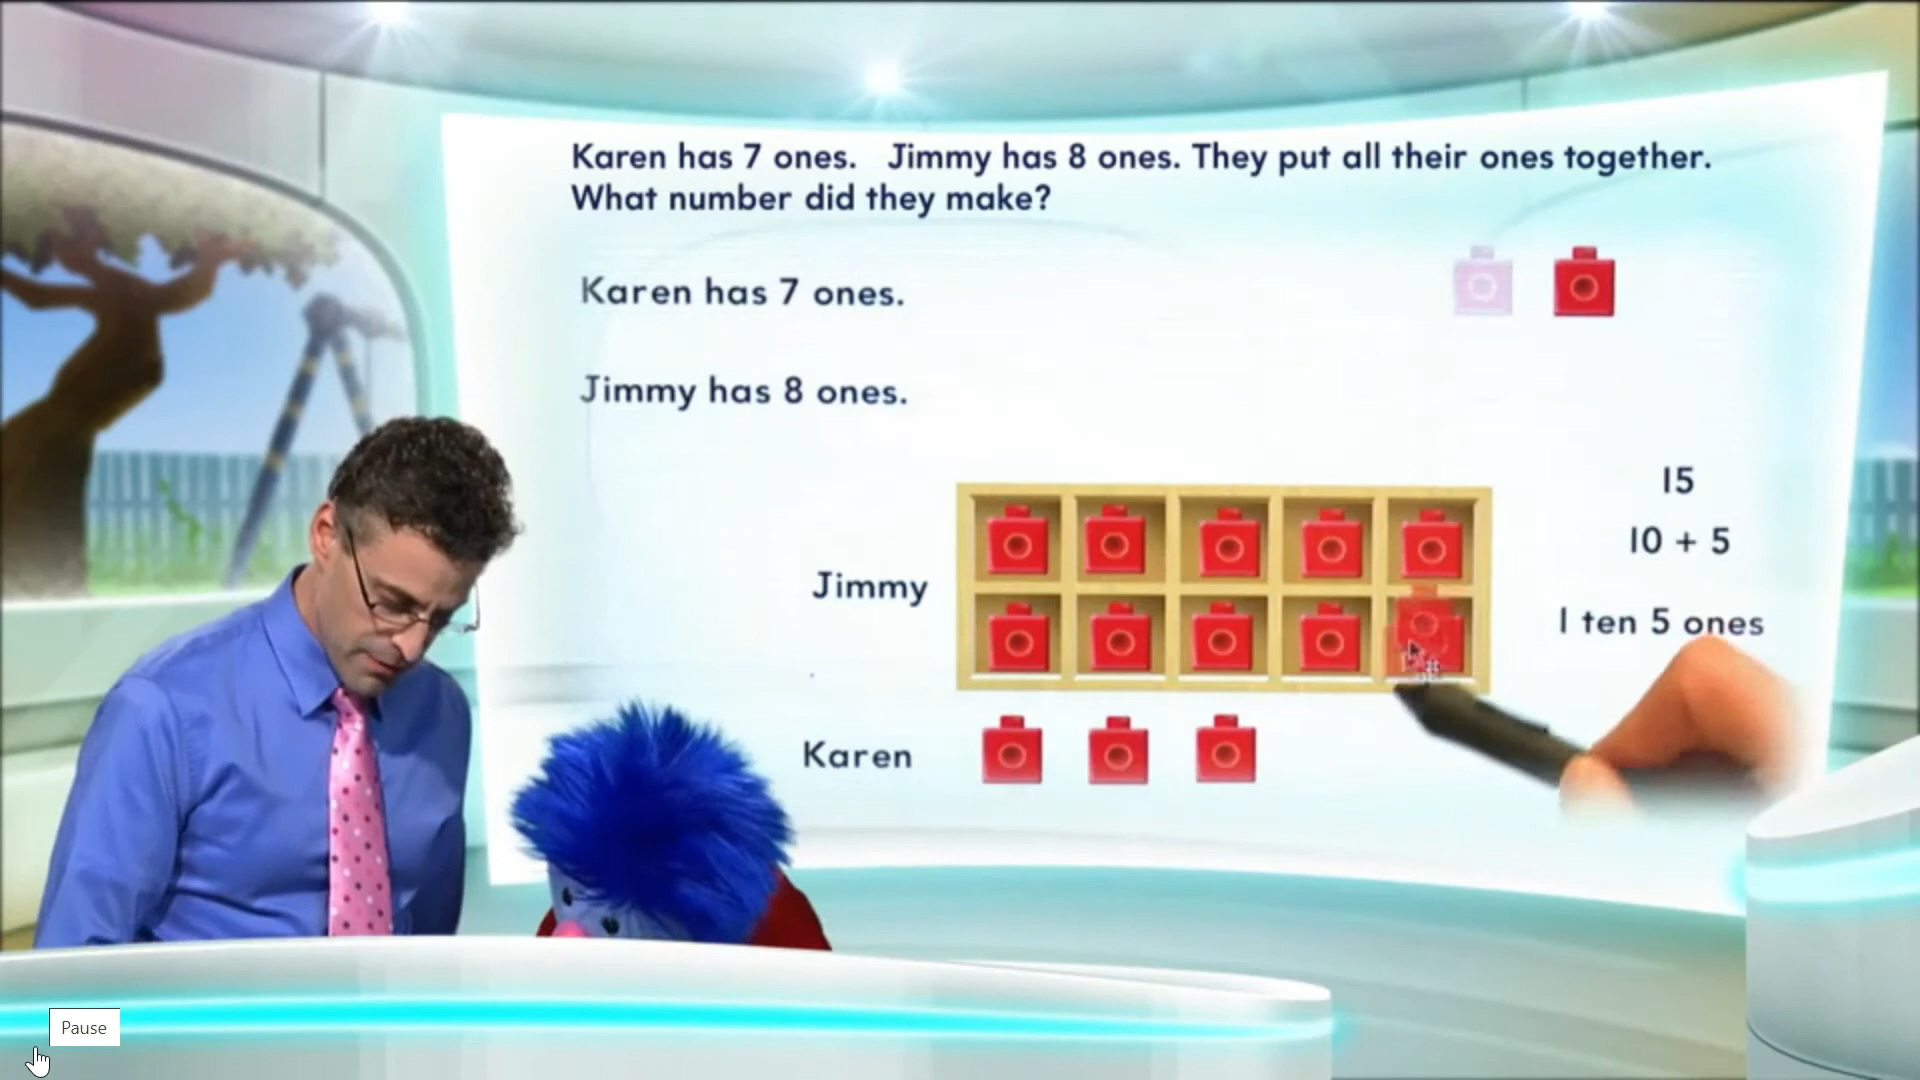 Karen has 7 ones. Jimmy has 8 ones. They put all their ones together.
What number did they make?
Karen has 7 ones.
Jimmy has 8 ones.
15
10 + 5
Jimmy
1 ten 5 ones
Karen
Pause